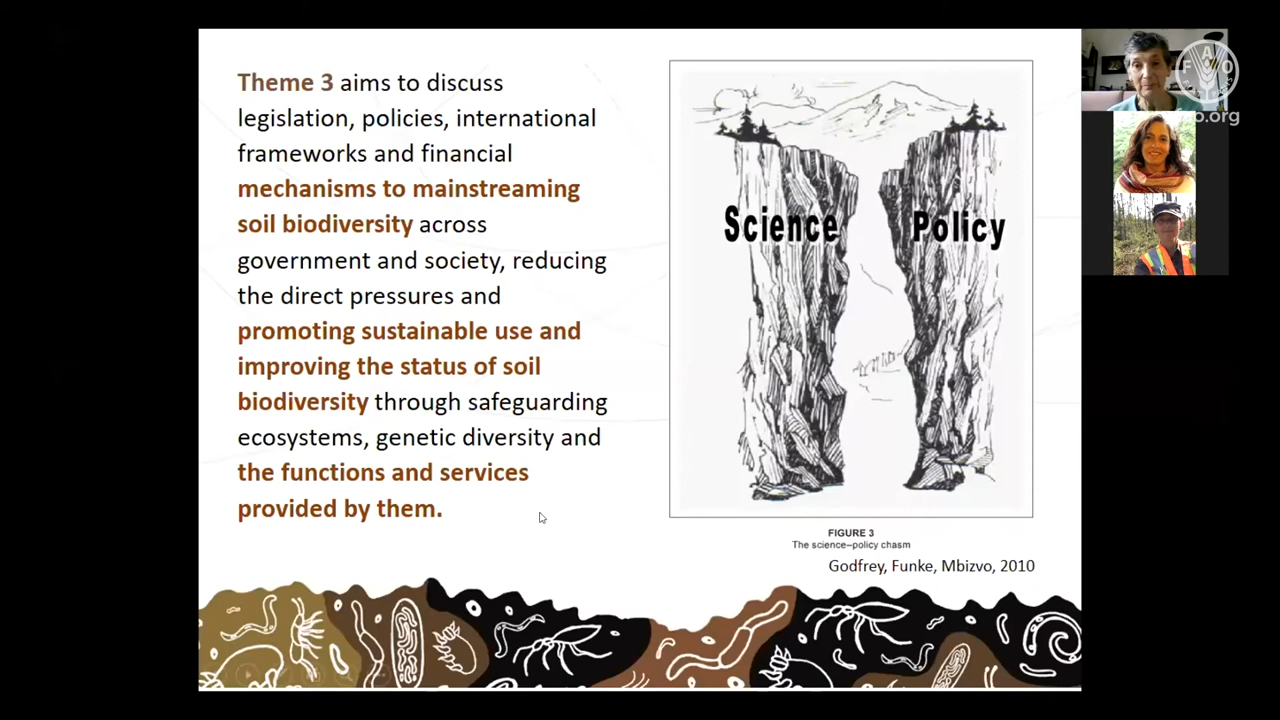 Theme 3 aims to discuss
legislation, policies, international
frameworks and financial
mechanisms to mainstreaming
soil biodiversity across
government and society, reducing
the direct pressures and
promoting sustainable use and
improving the status of soil
biodiversity through safeguarding
ecosystems, genetic diversity and
the functions and services
provided by them.
Science
Policy
FIGURE 3
The science–policy chasm
Godfrey, Funke, Mbizvo, 2010
F A O
.org